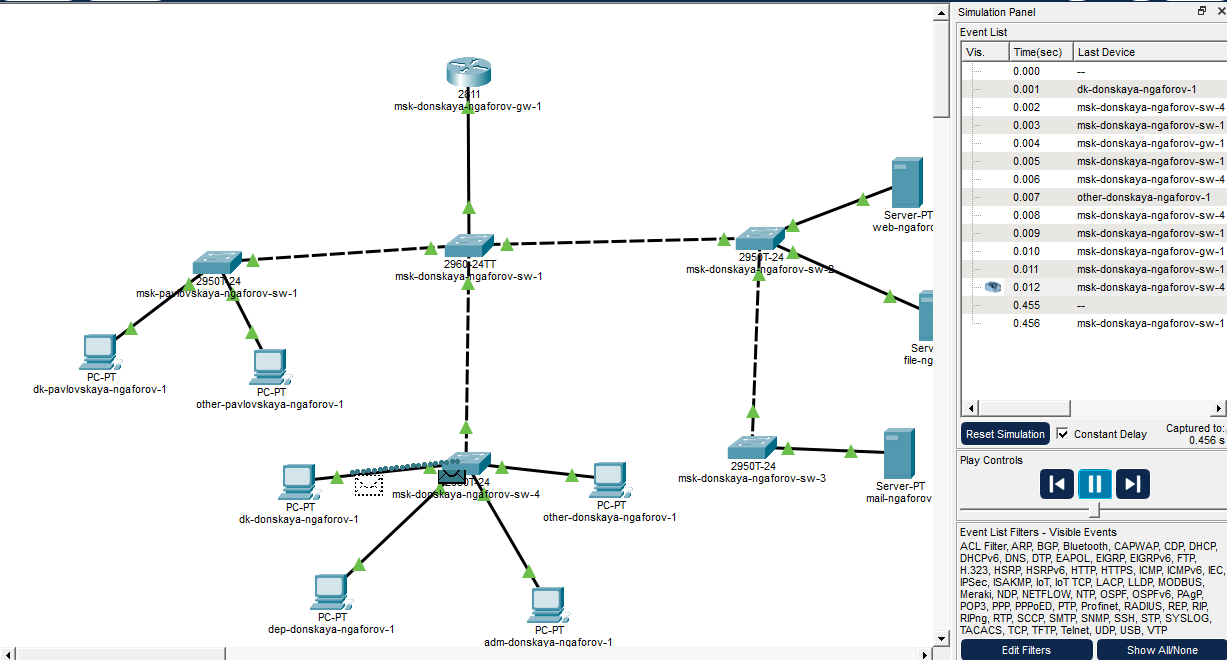 2811
msk-donskaya-ngaforov-gw-1
Server-PT
web-ngaforo
2960-24TT
msk-donskaya-ngaforov-sw-1
2950T-24
msk-donskaya-ngaforov-sw-2
2950T-24
msk-pavlovskaya-ngaforov-sw-1
Serv
file-ng
PC-PT
dk-pavlovskaya-ngaforov-1
PC-PT
other-pavlovskaya-ngaforov-1
2950T-24
msk-donskaya-ngaforov-sw-3
Server-PT
mail-ngaforov
msk-donskaya-ngaforov-sw-4
PC-PT
dk-donskaya-ngaforov-1
PC-PT
other-donskaya-ngaforov-1
PC-PT
dep-donskaya-ngaforov-1
PC-PT
adm-donskaya-ngaforov-1
Simulation Panel
Event List
Vis. Time(sec) Last Device
0.000 --
0.001 dk-donskaya-ngaforov-1
0.002 msk-donskaya-ngaforov-sw-4
0.003 msk-donskaya-ngaforov-sw-1
0.004 msk-donskaya-ngaforov-gw-1
0.005 msk-donskaya-ngaforov-sw-1
0.006 msk-donskaya-ngaforov-sw-4
0.007 other-donskaya-ngaforov-1
0.008 msk-donskaya-ngaforov-sw-4
0.009 msk-donskaya-ngaforov-sw-1
0.010 msk-donskaya-ngaforov-gw-1
0.011 msk-donskaya-ngaforov-sw-1
0.012 msk-donskaya-ngaforov-sw-4
0.455 --
0.456 msk-donskaya-ngaforov-sw-1
Reset Simulation Constant Delay Captured to:
0.456 s
Play Controls
Event List Filters - Visible Events
ACL Filter, ARP, BGP, Bluetooth, CAPWAP, CDP, DHCP,
DHCPv6, DNS, DTP, EAPOL, EIGRP, EIGRPv6, FTP,
H.323, HSRP, HSRPv6, HTTP, HTTPS, ICMP, ICMPv6, IEC,
IPSec, ISAKMP, IoT, IoT TCP, LACP, LLDP, MODBUS,
Meraki, NDP, NETFLOW, NTP, OSPF, OSPFv6, PAgP,
POP3, PPP, PPPoED, PTP, Profinet, RADIUS, REP, RIP,
RIPng, RTP, SCCP, SMTP, SNMP, SSH, STP, SYSLOG,
TACACS, TCP, TFTP, Telnet, UDP, USB, VTP
Edit Filters Show All/None